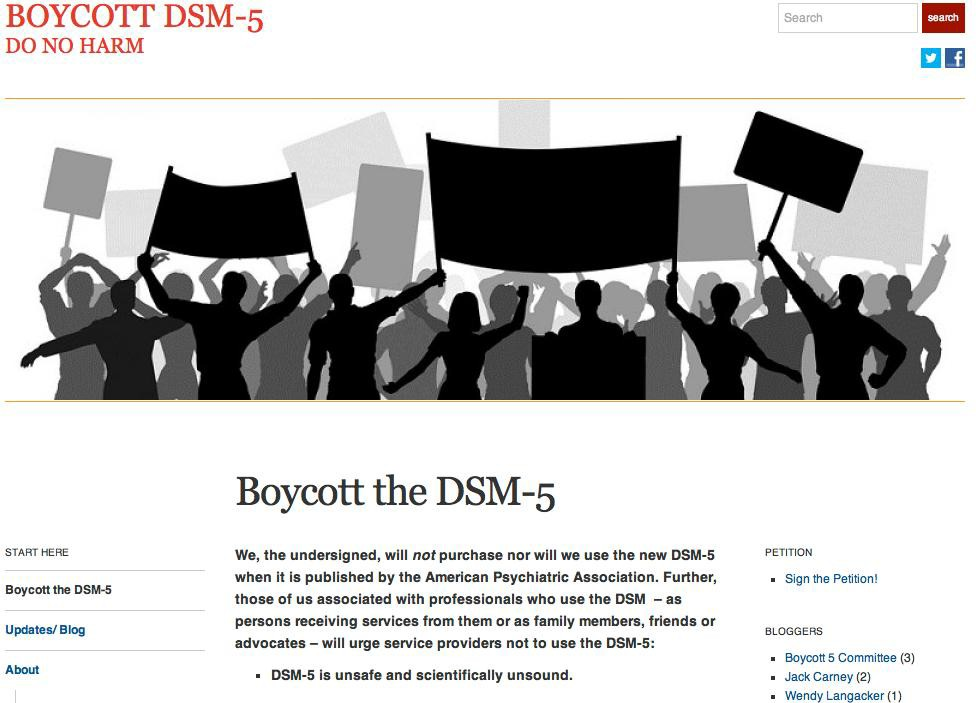 BOYCOTT DSM-5
DO NO HARM
Search
search
Boycott the DSM-5
START HERE
Boycott the DSM-5
Updates/ Blog
About
We, the undersigned, will not purchase nor will we use the new DSM-5
when it is published by the American Psychiatric Association. Further,
those of us associated with professionals who use the DSM – as
persons receiving services from them or as family members, friends or
advocates – will urge service providers not to use the DSM-5:
▪ DSM-5 is unsafe and scientifically unsound.
PETITION
▪ Sign the Petition!
BLOGGERS
▪ Boycott 5 Committee (3)
▪ Jack Carney (2)
▪ Wendy Langacker (1)